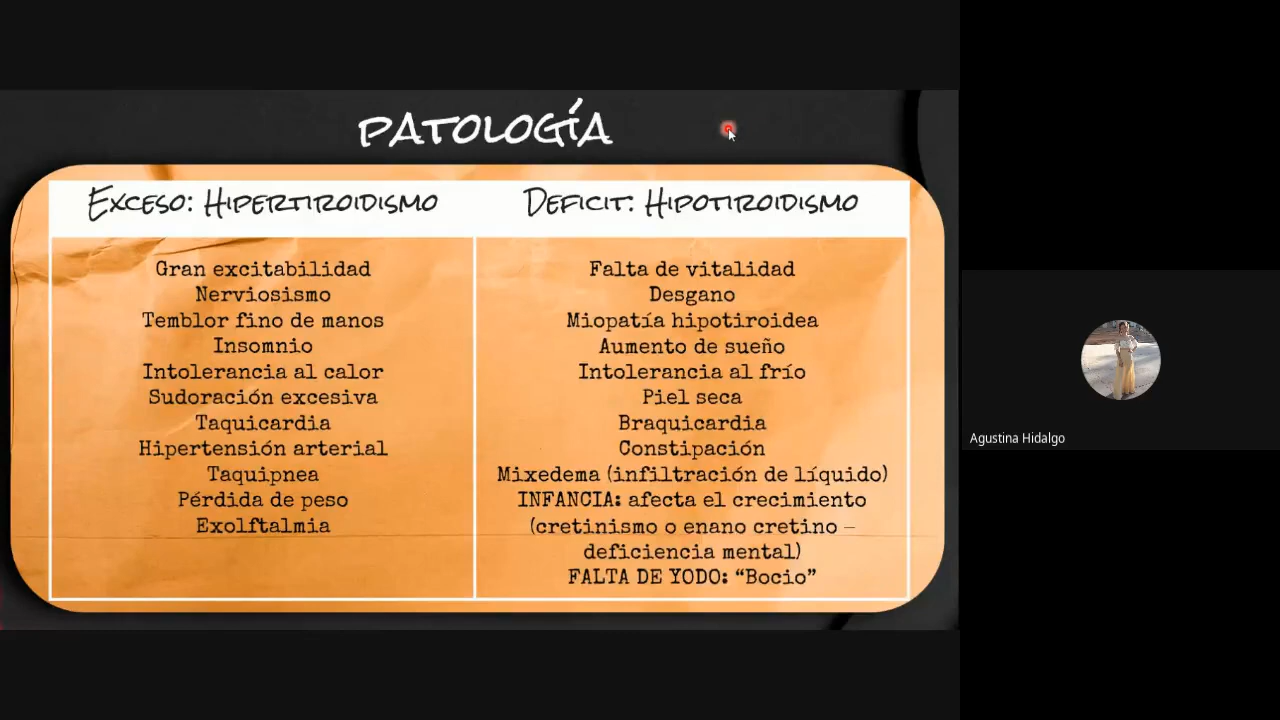 PATOLOGÍA
EXCESO: HIPERTIROIDISMO
Gran excitabilidad
Nerviosismo
Temblor fino de manos
Insomnio
Intolerancia al calor
Sudoración excesiva
Taquicardia
Hipertensión arterial
Taquipnea
Pérdida de peso
Exolftalmia
DEFICIT: HIPOTIROIDISMO
Falta de vitalidad
Desgano
Miopatía hipotiroidea
Aumento de sueño
Intolerancia al frío
Piel seca
Braquicardia
Constipación
Mixedema (infiltración de líquido)
INFANCIA: afecta el crecimiento
(cretinismo o enano cretino –
deficiencia mental)
FALTA DE YODO: “Bocio”
Agustina Hidalgo